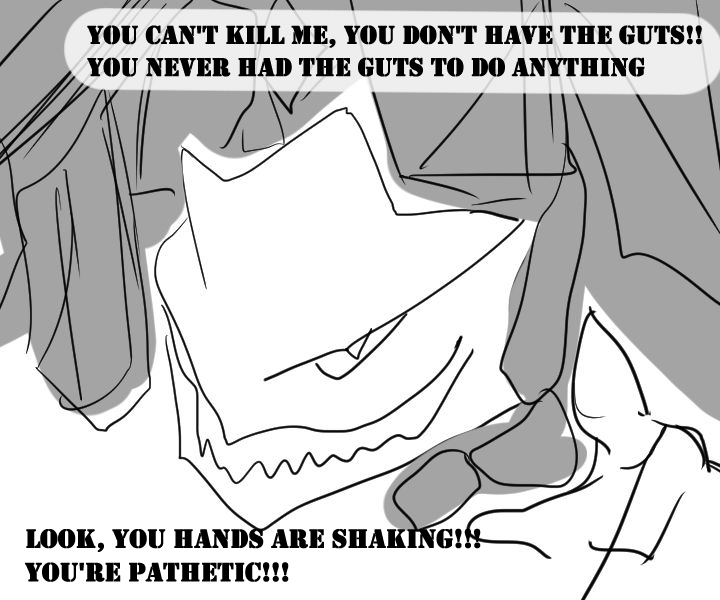 YOU CAN'T KILL ME, YOU DON'T HAVE THE GUTS!!
YOU NEVER HAD THE GUTS TO DO ANYTHING
LOOK, YOU HANDS ARE SHAKING!!!
YOU'RE PATHETIC!!!